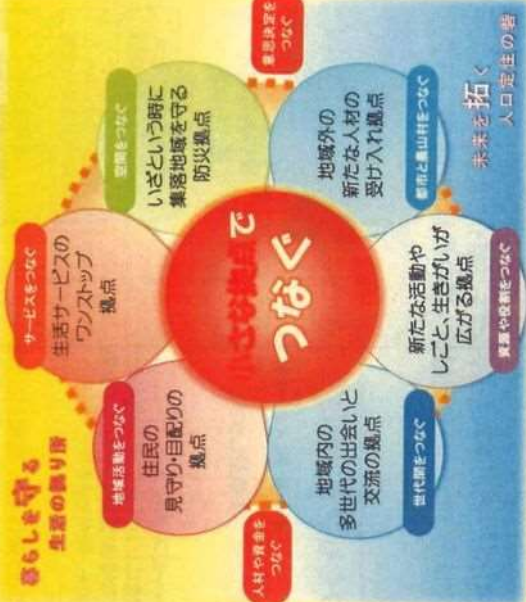 暮らしを守る
生活の拠り所
サービスをつなぐ
生活サービスの
ワンストップ
拠点
地域活動をつなぐ
住民の
見守り・目配りの
拠点
空間をつなぐ
いざという時に
集落地域を守る
防災拠点
人材や資金を
つなぐ
小さな拠点で
つなぐ
意思決定を
つなぐ
地域内の
多世代の出会いと
交流の拠点
世代間をつなぐ
地域外の
新たな人材の
受け入れ拠点
都市と農山村をつなぐ
新たな活動や
しごと、生きがいが
広がる拠点
資源や役割をつなぐ
未来を拓く
人口定住の砦